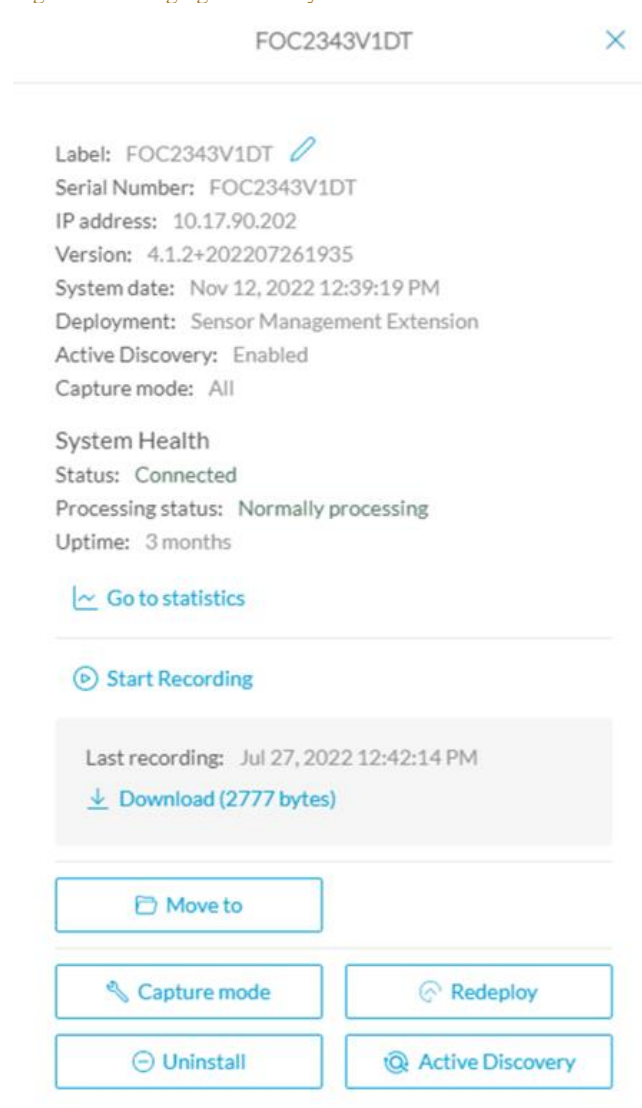 FOC2343V1DT
Label: FOC2343V1DT
Serial Number: FOC2343V1DT
IP address: 10.17.90.202
Version: 4.1.2+202207261935
System date: Nov 12, 2022 12:39:19 PM
Deployment: Sensor Management Extension
Active Discovery: Enabled
Capture mode: All
System Health
Status: Connected
Processing status: Normally processing
Uptime: 3 months
Go to statistics
Start Recording
Last recording: Jul 27, 2022 12:42:14 PM
Download (2777 bytes)
Move to
Capture mode
Redeploy
Uninstall
Active Discovery